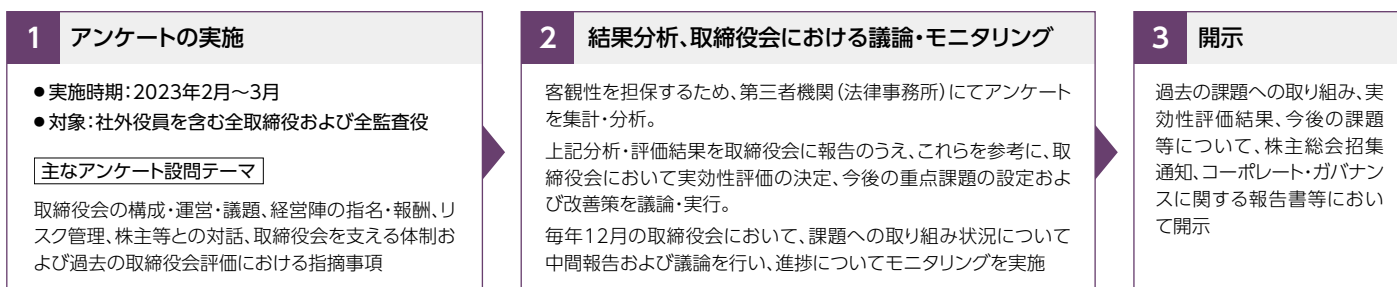 1 アンケートの実施
●実施時期：2023年2月～3月
●対象：社外役員を含む全取締役および全監査役
主なアンケート設問テーマ
取締役会の構成・運営・議題、経営陣の指名・報酬、リ
スク管理、株主等との対話、取締役会を支える体制お
よび過去の取締役会評価における指摘事項
2 結果分析、取締役会における議論・モニタリング
客観性を担保するため、第三者機関（法律事務所）にてアンケート
を集計・分析。
上記分析・評価結果を取締役会に報告のうえ、これらを参考に、取
締役会において実効性評価の決定、今後の重点課題の設定およ
び改善策を議論・実行。
毎年12月の取締役会において、課題への取り組み状況について
中間報告および議論を行い、進捗についてモニタリングを実施
3 開示
過去の課題への取り組み、実
効性評価結果、今後の課題
等について、株主総会招集
通知、コーポレート・ガバナン
スに関する報告書等におい
て開示